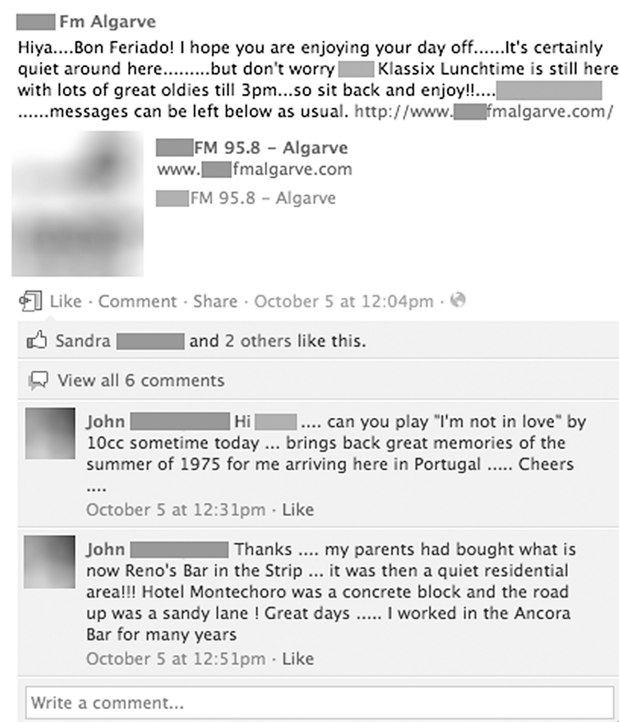 Fm Algarve
Hiya....Bon Feriado! I hope you are enjoying your day off......It's certainly
quiet around here.........but don't worry Klassix Lunchtime is still here
with lots of great oldies till 3pm...so sit back and enjoy!!....
......messages can be left below as usual. http://www. fmalgarve.com/
FM 95.8 – Algarve
www. fmalgarve.com
FM 95.8 – Algarve
Like · Comment · Share · October 5 at 12:04pm ·
Sandra and 2 others like this.
View all 6 comments
John Hi .... can you play "I'm not in love" by
10cc sometime today ... brings back great memories of the
summer of 1975 for me arriving here in Portugal ..... Cheers
....
October 5 at 12:31pm · Like
John Thanks .... my parents had bought what is
now Reno's Bar in the Strip ... it was then a quiet residential
area!!! Hotel Montechoro was a concrete block and the road
up was a sandy lane ! Great days ..... I worked in the Ancora
Bar for many years
October 5 at 12:51pm · Like
Write a comment...